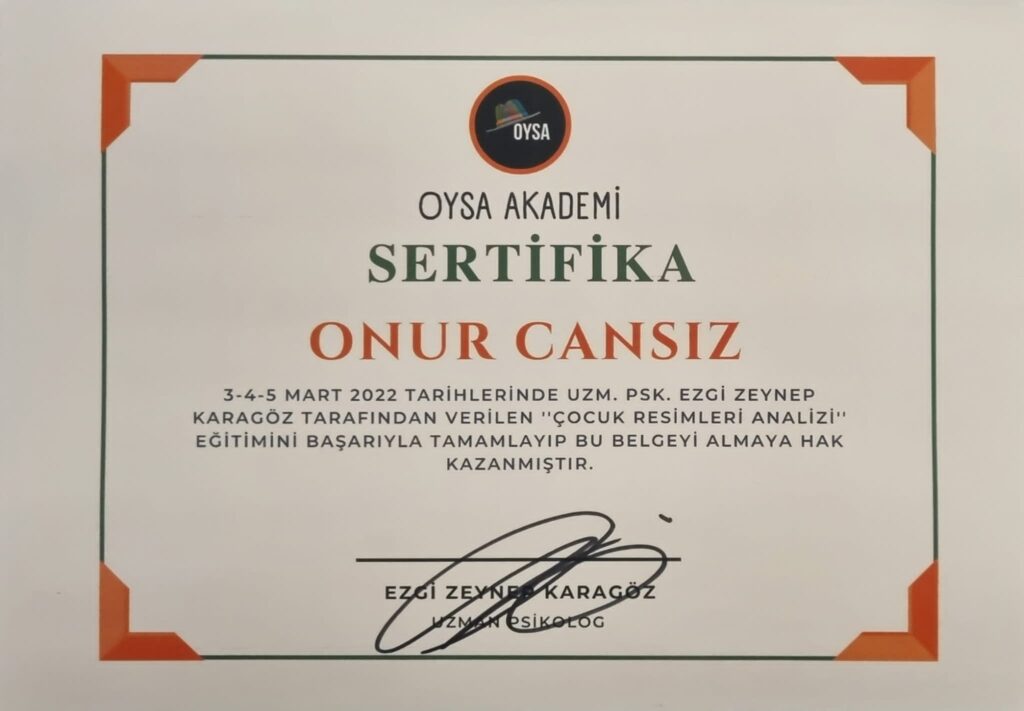 OYSA
OYSA AKADEMİ
SERTİFİKA
ONUR CANSIZ
3-4-5 MART 2022 TARİHLERİNDE UZM. PSK. EZGİ ZEYNEP
KARAGÖZ TARAFINDAN VERİLEN ''ÇOCUK RESİMLERİ ANALİZİ''
EĞİTİMİNİ BAŞARIYLA TAMAMLAYIP BU BELGEYİ ALMAYA HAK
KAZANMIŞTIR.
EZGİ ZEYNEP KARAGÖZ
UZMAN PSİKOLOG